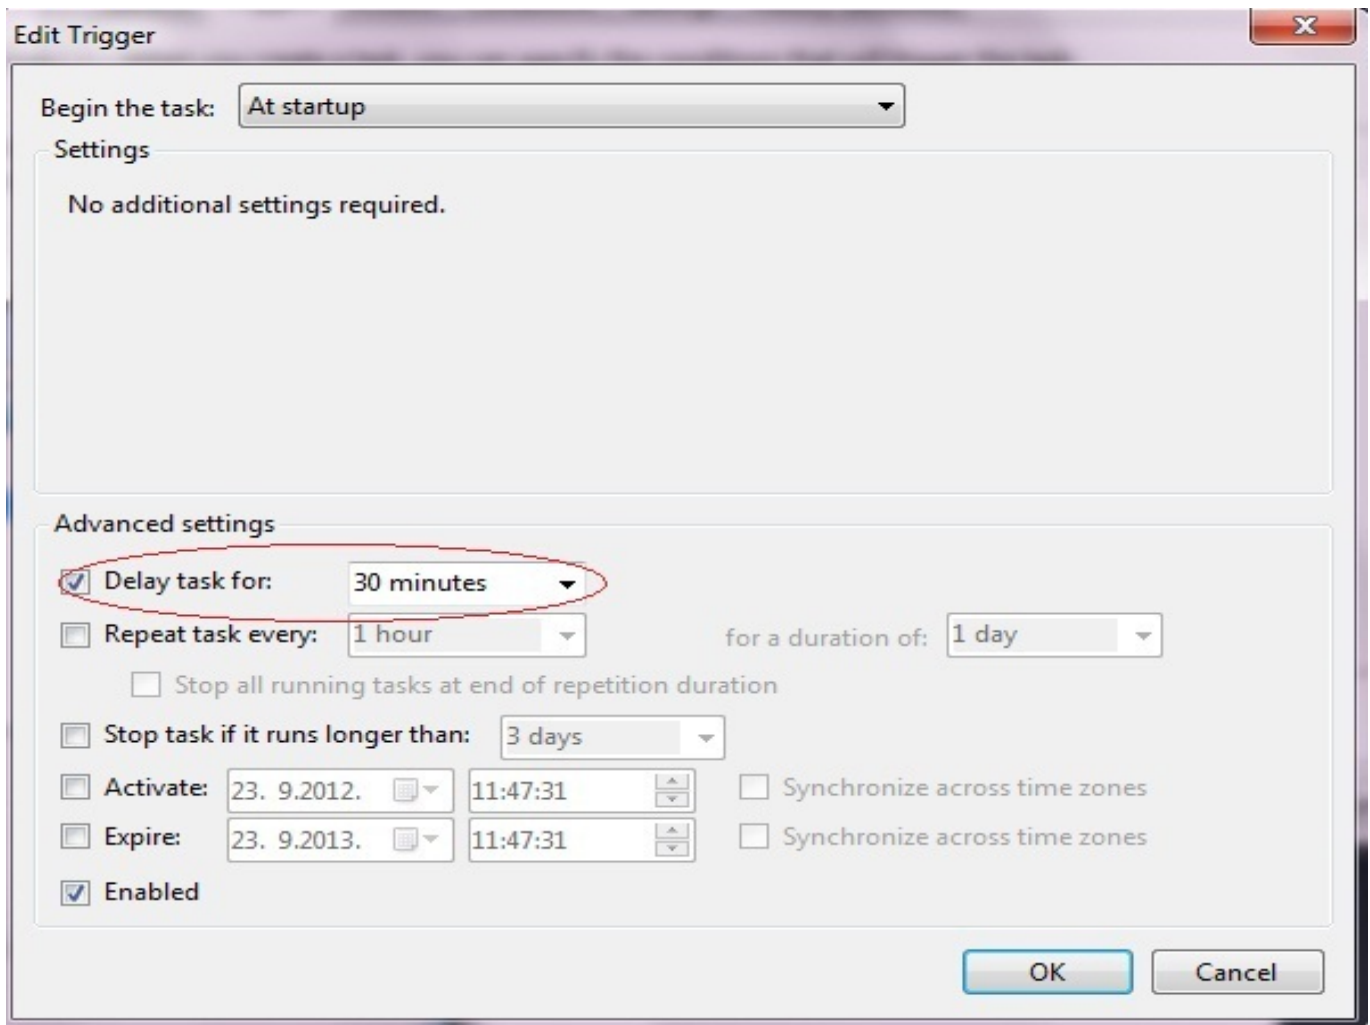 Edit Trigger
Begin the task: At startup
Settings
No additional settings required.
Advanced settings
Delay task for: 30 minutes
Repeat task every: 1 hour for a duration of: 1 day
Stop all running tasks at end of repetition duration
Stop task if it runs longer than: 3 days
Activate: 23. 9.2012. 11:47:31 Synchronize across time zones
Expire: 23. 9.2013. 11:47:31 Synchronize across time zones
Enabled
OK Cancel